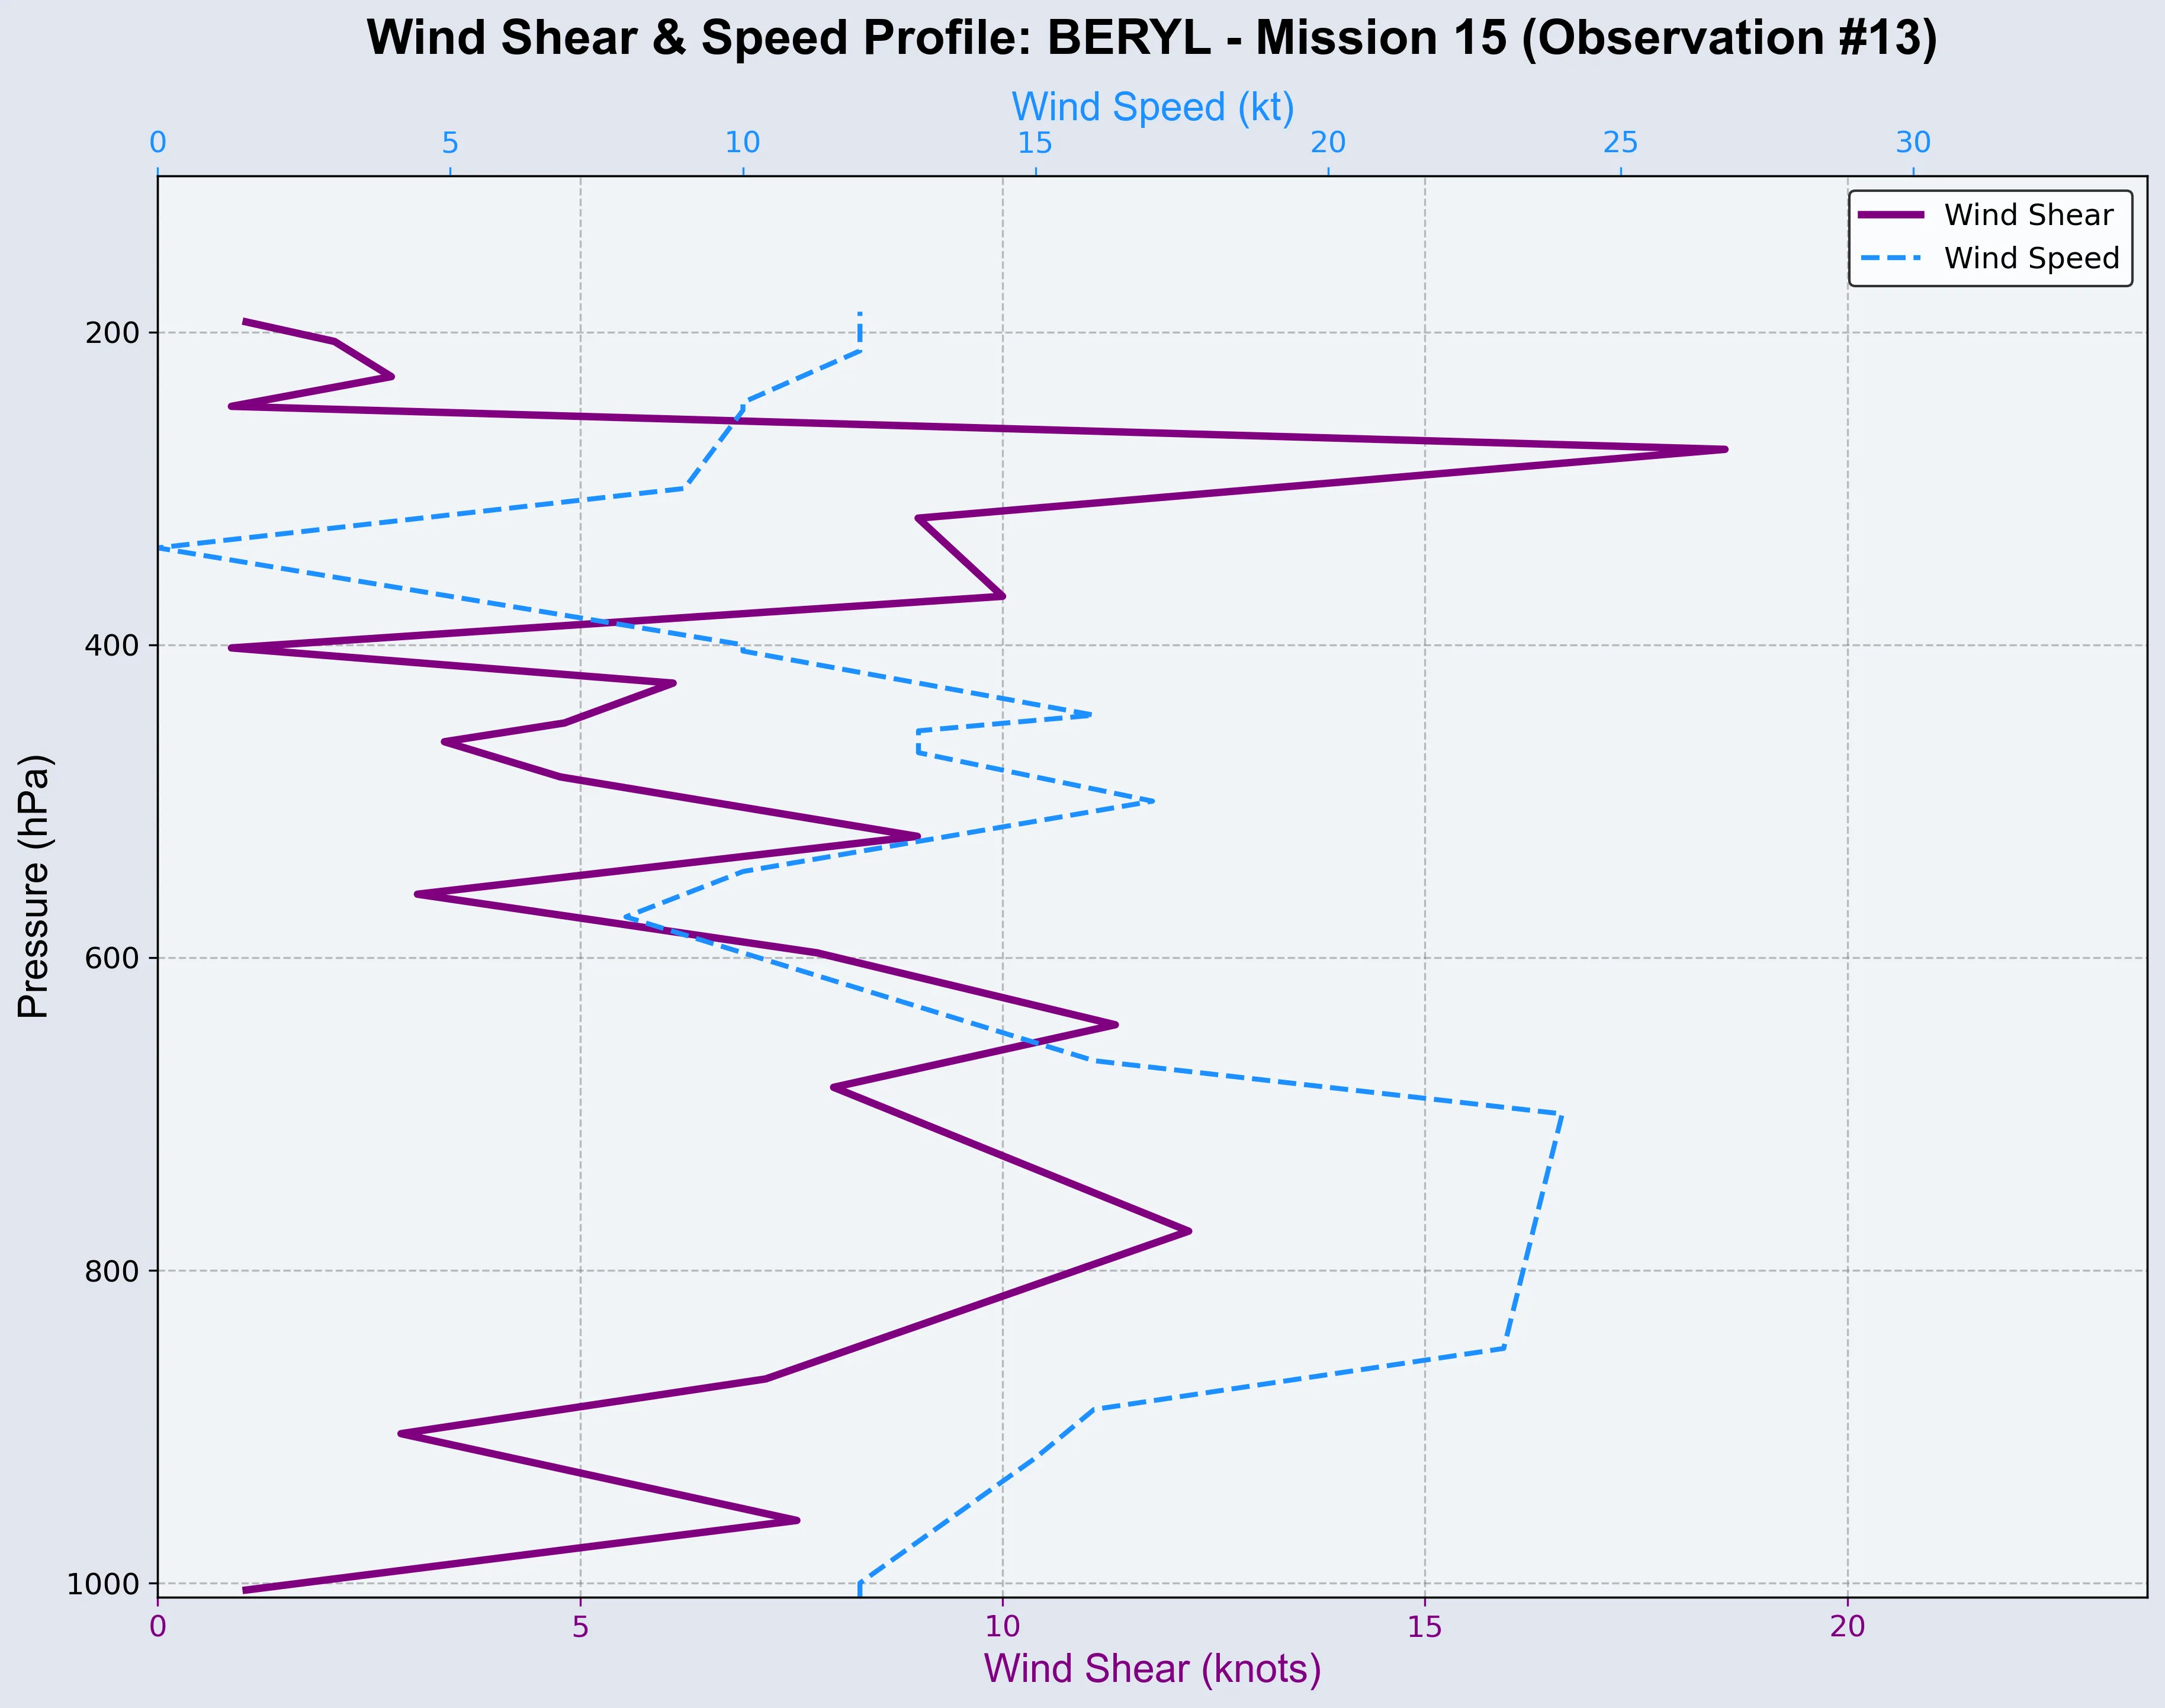 Wind Shear & Speed Profile: BERYL - Mission 15 (Observation #13)
Wind Speed (kt)
0 5 10 15 20 25 30
Wind Shear
Wind Speed
200
400
600
800
1000
Pressure (hPa)
0 5 10 15 20
Wind Shear (knots)